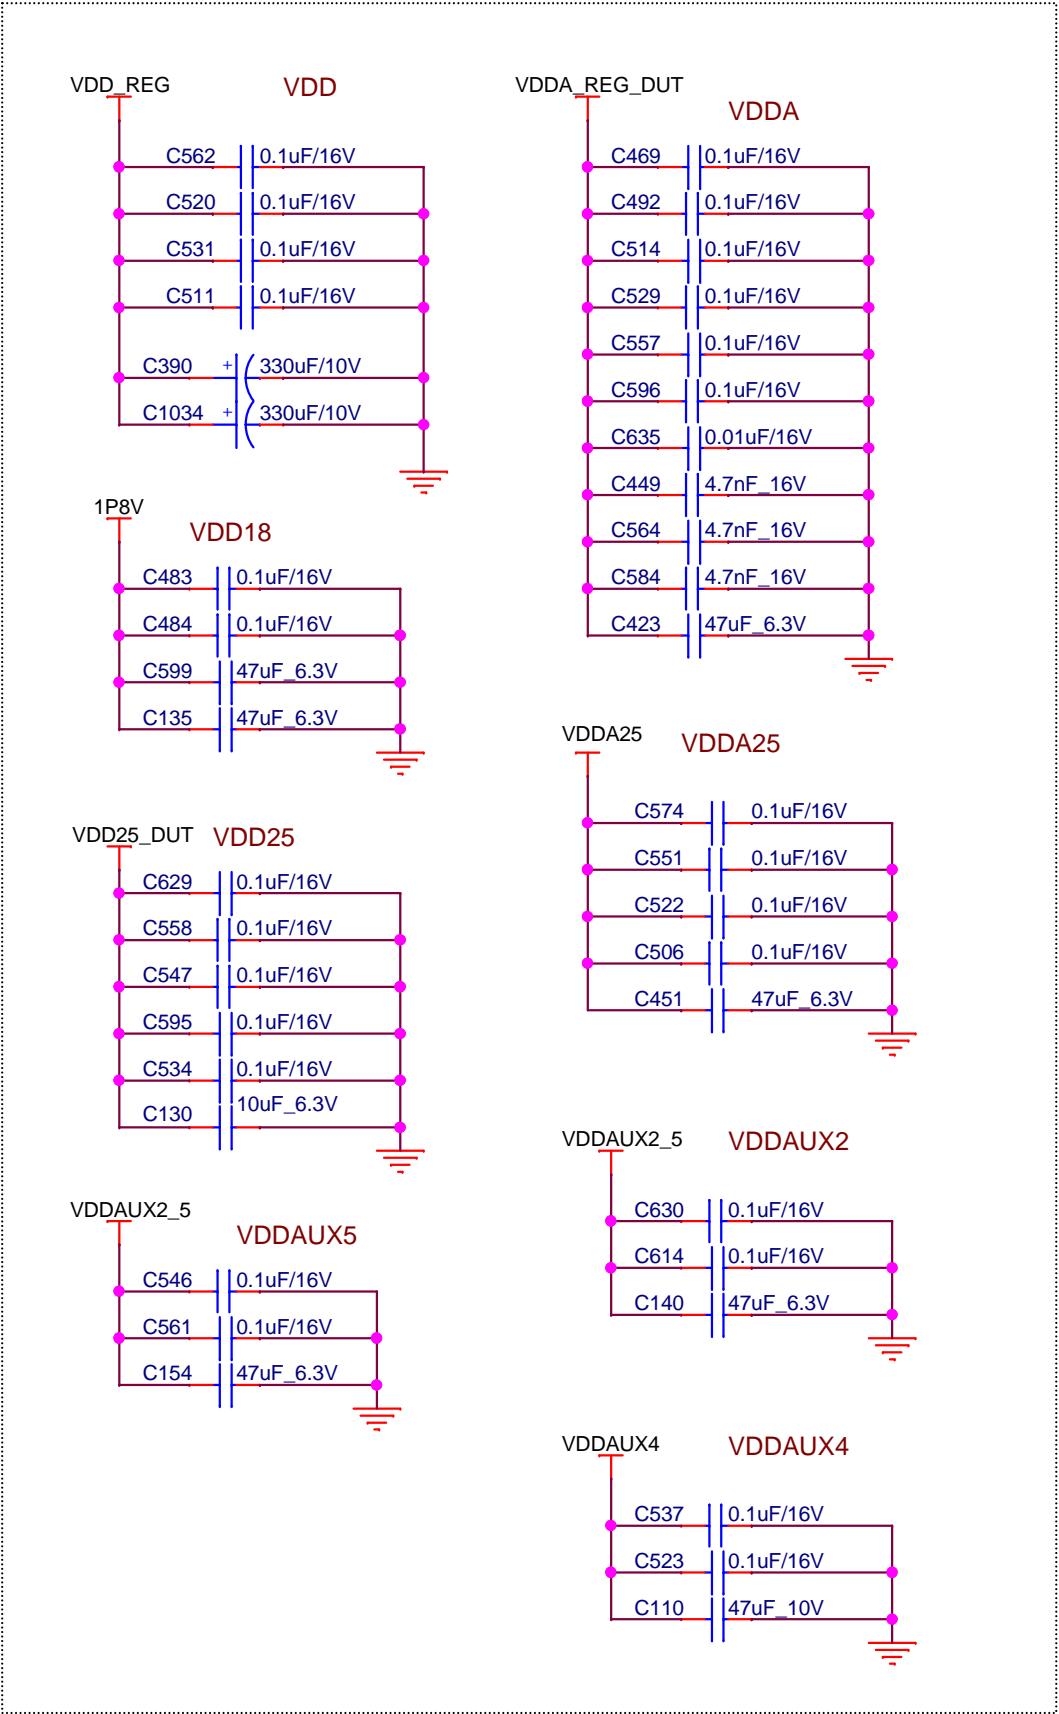 VDD_REG
VDD
C562 0.1uF/16V
C520 0.1uF/16V
C531 0.1uF/16V
C511 0.1uF/16V
C390 + 330uF/10V
C1034 + 330uF/10V
1P8V
VDD18
C483 0.1uF/16V
C484 0.1uF/16V
C599 47uF_6.3V
C135 47uF_6.3V
VDD25_DUT VDD25
C629 0.1uF/16V
C558 0.1uF/16V
C547 0.1uF/16V
C595 0.1uF/16V
C534 0.1uF/16V
C130 10uF_6.3V
VDDAUX2_5
VDDAUX5
C546 0.1uF/16V
C561 0.1uF/16V
C154 47uF_6.3V
VDDA_REG_DUT
VDDA
C469 0.1uF/16V
C492 0.1uF/16V
C514 0.1uF/16V
C529 0.1uF/16V
C557 0.1uF/16V
C596 0.1uF/16V
C635 0.01uF/16V
C449 4.7nF_16V
C564 4.7nF_16V
C584 4.7nF_16V
C423 47uF_6.3V
VDDA25 VDDA25
C574 0.1uF/16V
C551 0.1uF/16V
C522 0.1uF/16V
C506 0.1uF/16V
C451 47uF_6.3V
VDDAUX2_5 VDDAUX2
C630 0.1uF/16V
C614 0.1uF/16V
C140 47uF_6.3V
VDDAUX4 VDDAUX4
C537 0.1uF/16V
C523 0.1uF/16V
C110 47uF_10V